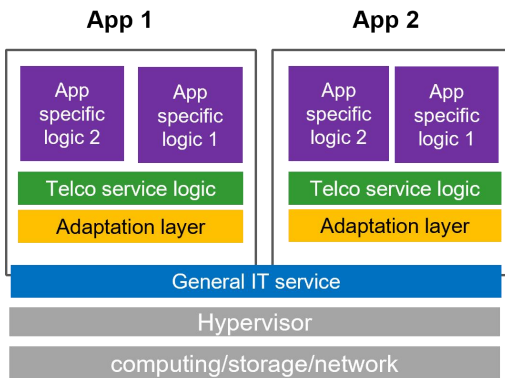 App 1
App 2
App
specific
logic 2
App
specific
logic 1
App
specific
logic 2
App
specific
logic 1
Telco service logic
Telco service logic
Adaptation layer
Adaptation layer
General IT service
Hypervisor
computing/storage/network